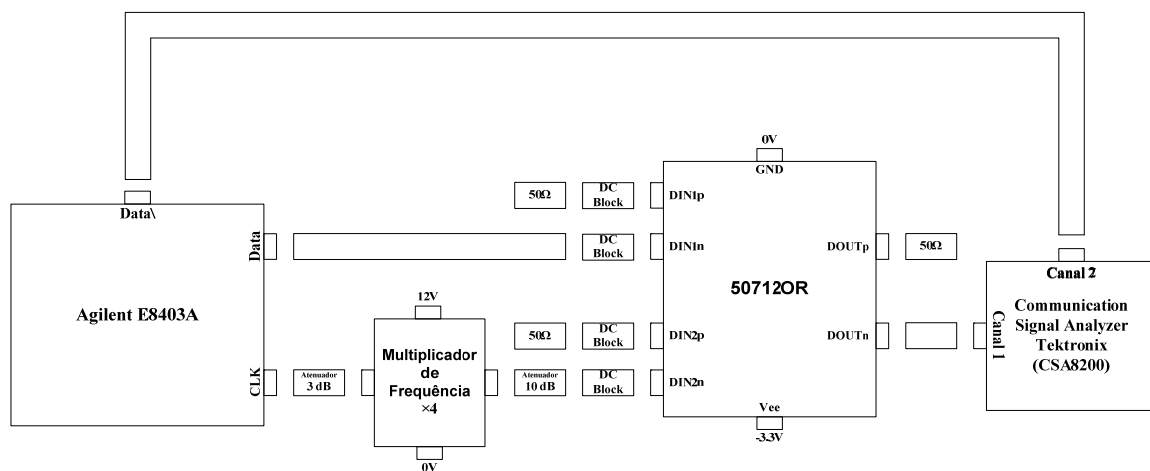 0V
GND
50Ω
DC
Block
DIN1p
Data\
Data
DC
Block
DIN1n
DOUTp
50Ω
Canal 2
Agilent E8403A
12V
50712OR
Communication
Signal Analyzer
Tektronix
(CSA8200)
Canal 1
Multiplicador
de
Frequência
×4
50Ω
DC
Block
DIN2p
DOUTn
CLK
Atenuador
3 dB
Atenuador
10 dB
DC
Block
DIN2n
Vee
-3.3V
0V